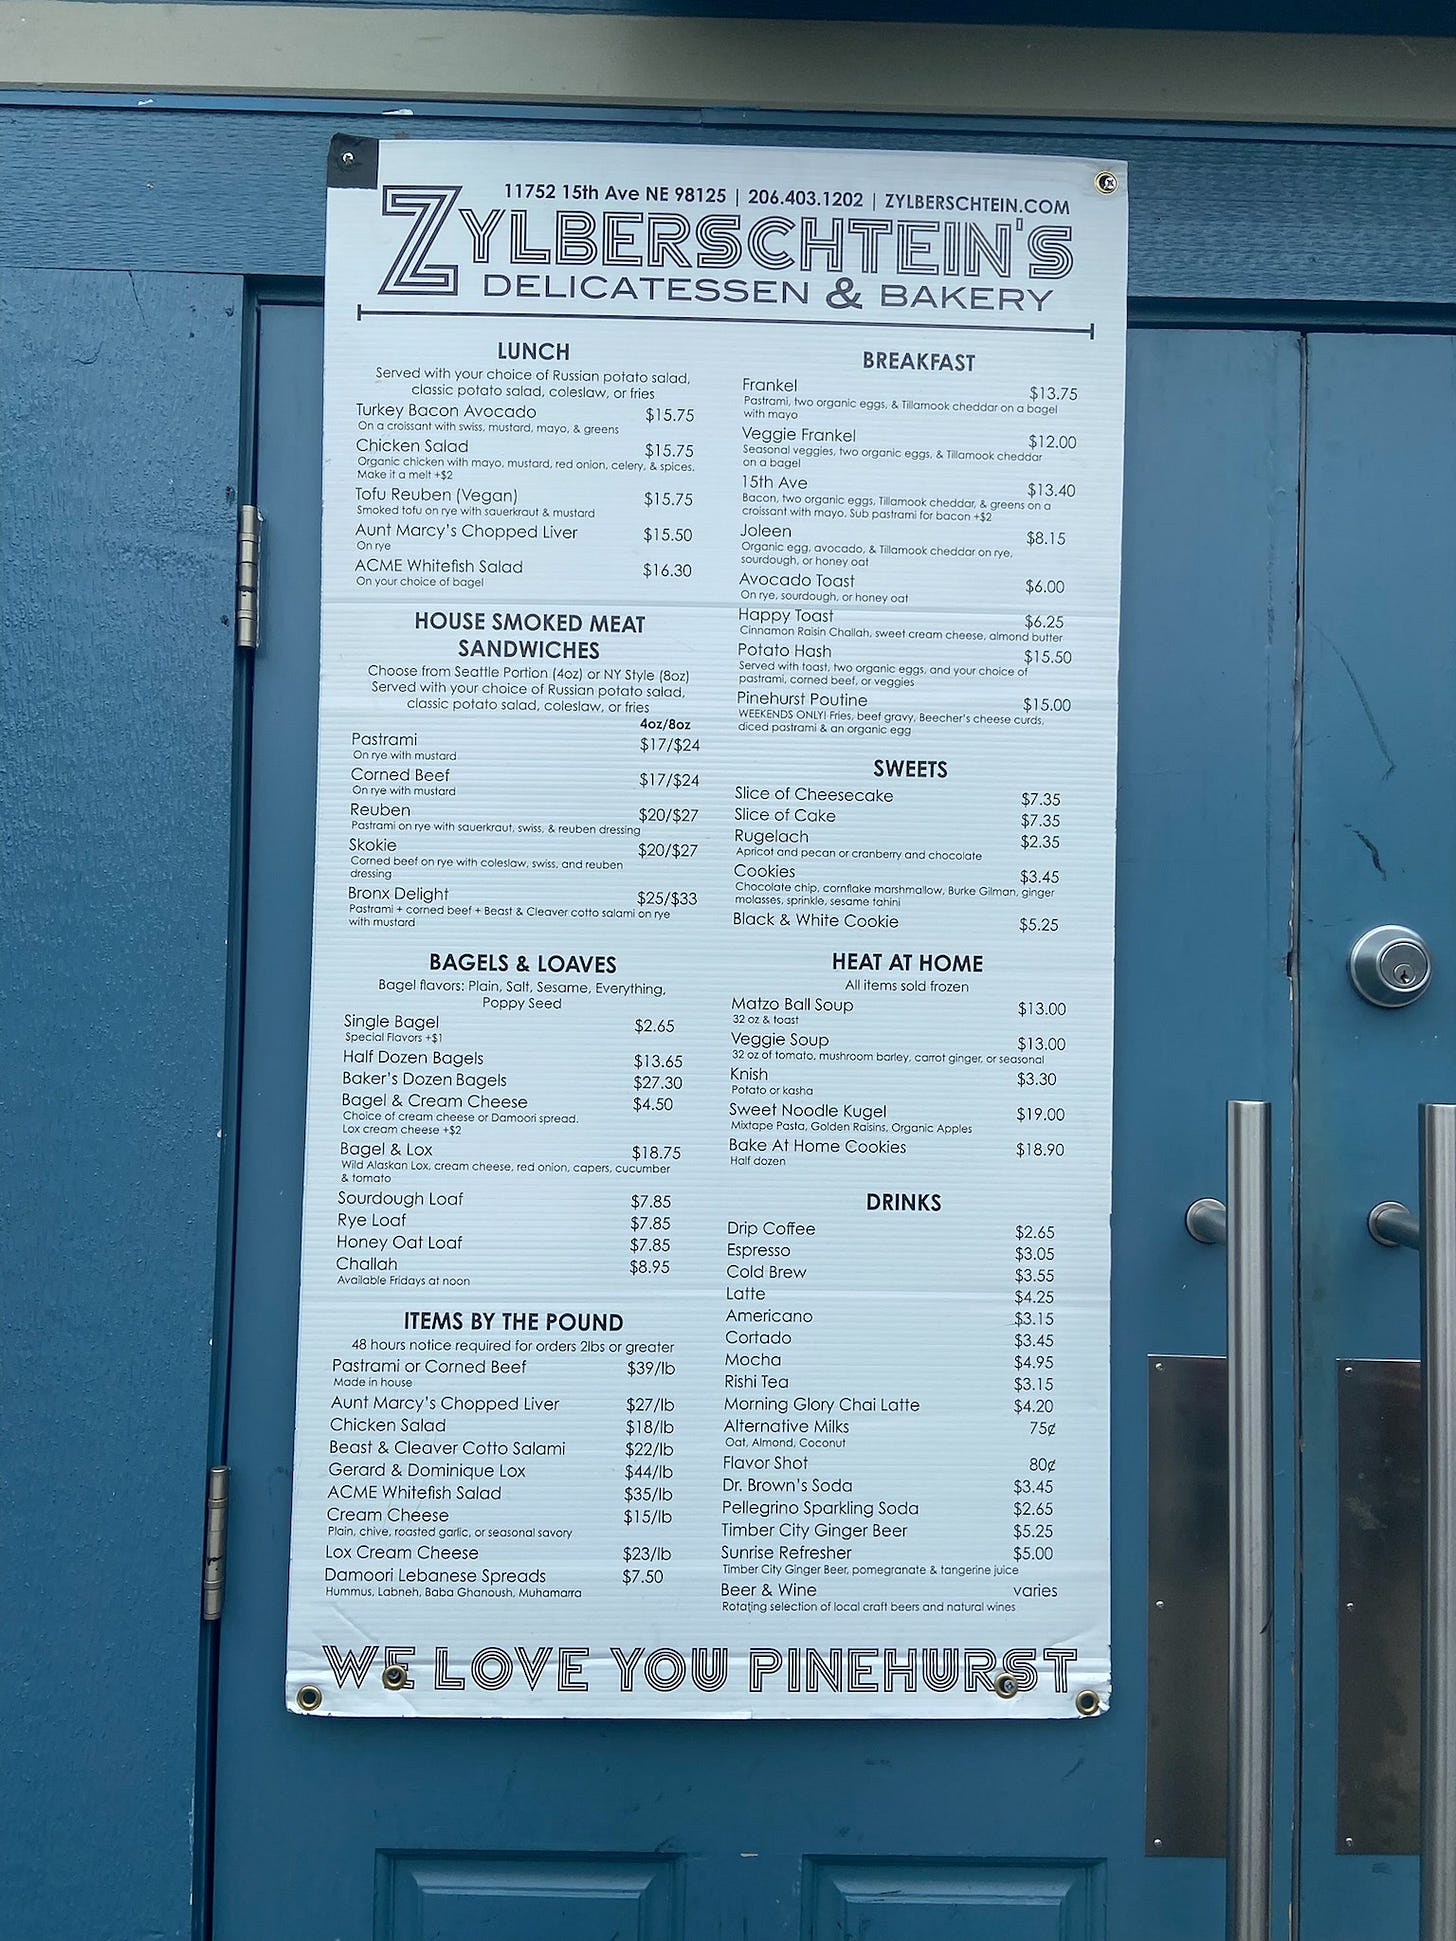 11752 15th Ave NE 98125 | 206.403.1202 | ZYLBERSCHTEIN.COM
ZYLBERSCHTEIN'S
DELICATESSEN & BAKERY
LUNCH
Served with your choice of Russian potato salad,
classic potato salad, coleslaw, or fries
Turkey Bacon Avocado $15.75
On a croissant with swiss, mustard, mayo, & greens
Chicken Salad $15.75
Organic chicken with mayo, mustard, red onion, celery, & spices.
Make it a melt +$2
Tofu Reuben (Vegan) $15.75
Smoked tofu on rye with sauerkraut & mustard
Aunt Marcy's Chopped Liver $15.50
On rye
ACME Whitefish Salad $16.30
On your choice of bagel
HOUSE SMOKED MEAT
SANDWICHES
Choose from Seattle Portion (4oz) or NY Style (8oz)
Served with your choice of Russian potato salad,
classic potato salad, coleslaw, or fries
4oz/8oz
Pastrami $17/$24
On rye with mustard
Corned Beef $17/$24
On rye with mustard
Reuben $20/$27
Pastrami on rye with sauerkraut, swiss, & reuben dressing
Skokie $20/$27
Corned beef on rye with coleslaw, swiss, and reuben
dressing
Bronx Delight $25/$33
Pastrami + corned beef + Beast & Cleaver cotto salami on rye
with mustard
BAGELS & LOAVES
Bagel flavors: Plain, Salt, Sesame, Everything,
Poppy Seed
Single Bagel $2.65
Special Flavors +$1
Half Dozen Bagels $13.65
Baker's Dozen Bagels $27.30
Bagel & Cream Cheese $4.50
Choice of cream cheese or Damoori spread.
Lox cream cheese +$2
Bagel & Lox $18.75
Wild Alaskan Lox, cream cheese, red onion, capers, cucumber
& tomato
Sourdough Loaf $7.85
Rye Loaf $7.85
Honey Oat Loaf $7.85
Challah $8.95
Available Fridays at noon
ITEMS BY THE POUND
48 hours notice required for orders 2lbs or greater
Pastrami or Corned Beef $39/lb
Made in house
Aunt Marcy's Chopped Liver $27/lb
Chicken Salad $18/lb
Beast & Cleaver Cotto Salami $22/lb
Gerard & Dominique Lox $44/lb
ACME Whitefish Salad $35/lb
Cream Cheese $15/lb
Plain, chive, roasted garlic, or seasonal savory
Lox Cream Cheese $23/lb
Damoori Lebanese Spreads $7.50
Hummus, Labneh, Baba Ghanoush, Muhamarra
BREAKFAST
Frankel $13.75
Pastrami, two organic eggs, & Tillamook cheddar on a bagel
with mayo
Veggie Frankel $12.00
Seasonal veggies, two organic eggs, & Tillamook cheddar
on a bagel
15th Ave $13.40
Bacon, two organic eggs, Tillamook cheddar, & greens on a
croissant with mayo. Sub pastrami for bacon +$2
Joleen $8.15
Organic egg, avocado, & Tillamook cheddar on rye,
sourdough, or honey oat
Avocado Toast $6.00
On rye, sourdough, or honey oat
Happy Toast $6.25
Cinnamon Raisin Challah, sweet cream cheese, almond butter
Potato Hash $15.50
Served with toast, two organic eggs, and your choice of
pastrami, corned beef, or veggies
Pinehurst Poutine $15.00
WEEKENDS ONLY! Fries, beef gravy, Beecher's cheese curds,
diced pastrami & an organic egg
SWEETS
Slice of Cheesecake $7.35
Slice of Cake $7.35
Rugelach $2.35
Apricot and pecan or cranberry and chocolate
Cookies $3.45
Chocolate chip, cornflake marshmallow, Burke Gilman, ginger
molasses, sprinkle, sesame tahini
Black & White Cookie $5.25
HEAT AT HOME
All items sold frozen
Matzo Ball Soup $13.00
32 oz & toast
Veggie Soup $13.00
32 oz of tomato, mushroom barley, carrot ginger, or seasonal
Knish $3.30
Potato or kasha
Sweet Noodle Kugel $19.00
Mixtape Pasta, Golden Raisins, Organic Apples
Bake At Home Cookies $18.90
Half dozen
DRINKS
Drip Coffee $2.65
Espresso $3.05
Cold Brew $3.55
Latte $4.25
Americano $3.15
Cortado $3.45
Mocha $4.95
Rishi Tea $3.15
Morning Glory Chai Latte $4.20
Alternative Milks 75¢
Oat, Almond, Coconut
Flavor Shot 80¢
Dr. Brown's Soda $3.45
Pellegrino Sparkling Soda $2.65
Timber City Ginger Beer $5.25
Sunrise Refresher $5.00
Timber City Ginger Beer, pomegranate & tangerine juice
Beer & Wine varies
Rotating selection of local craft beers and natural wines
WE LOVE YOU PINEHURST